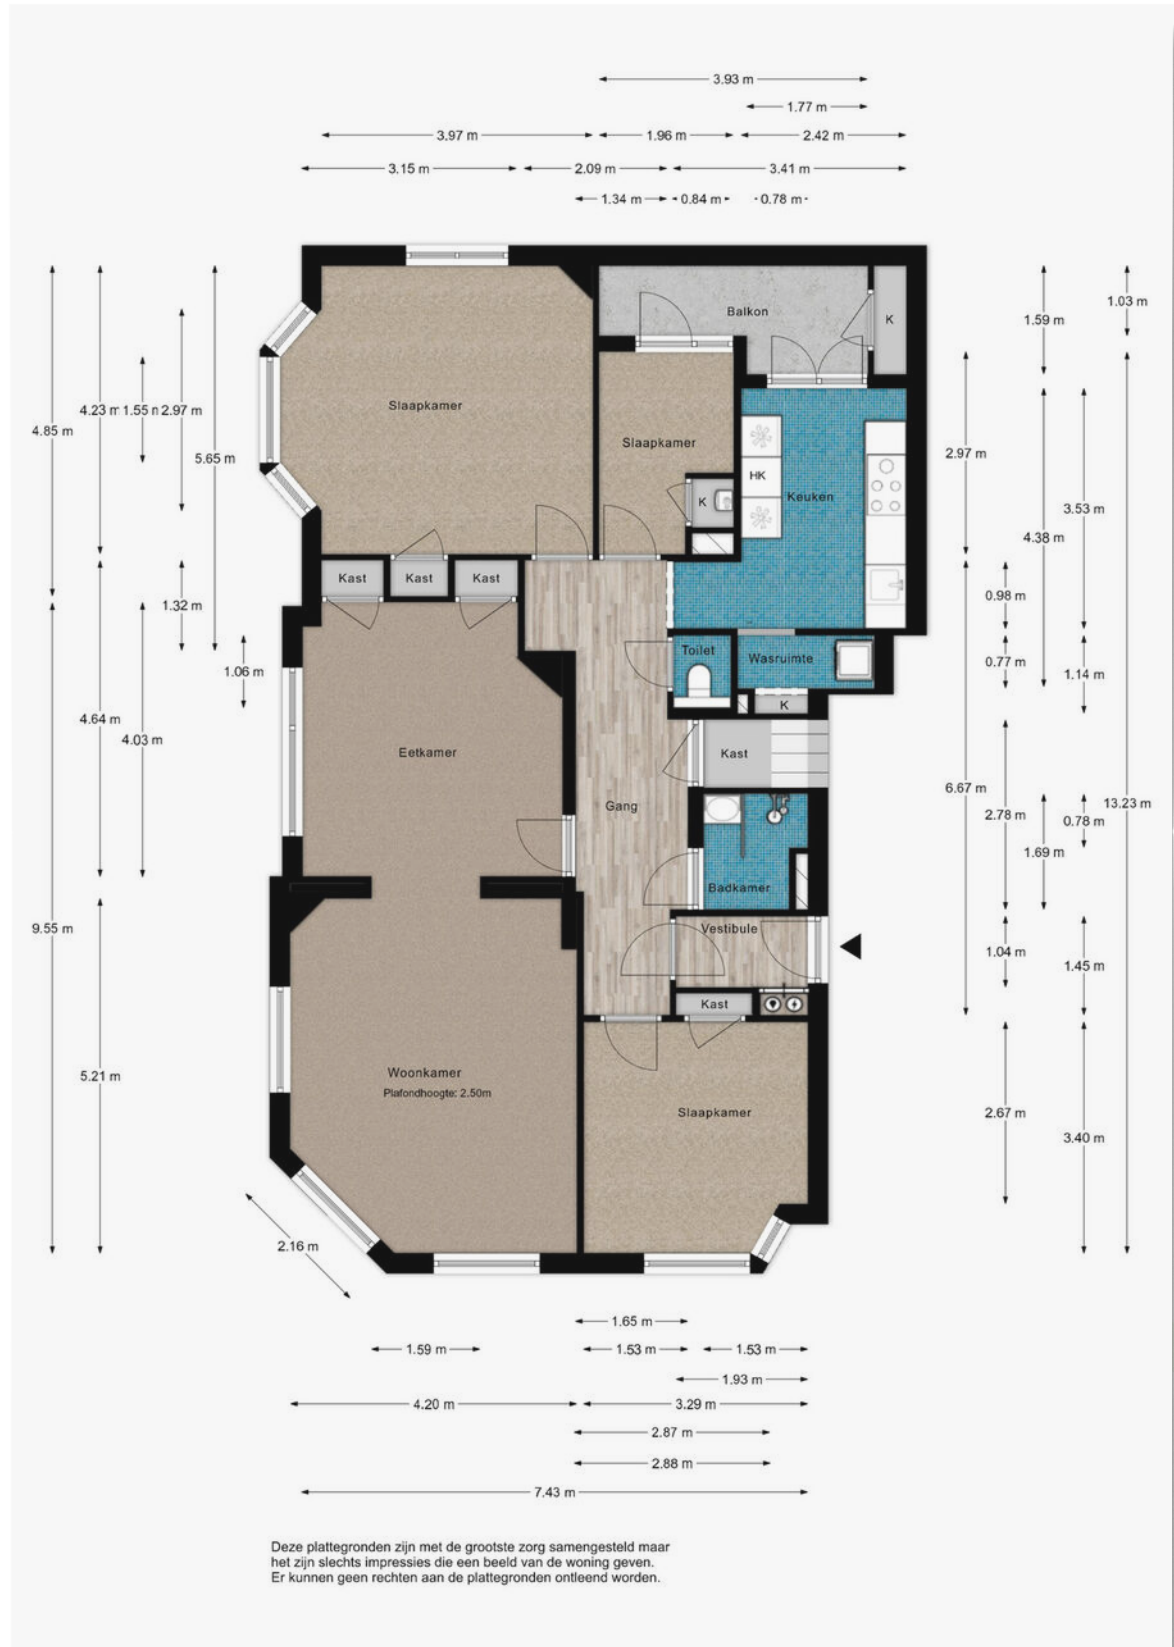 3.93 m
1.77 m
3.97 m
1.96 m
2.42 m
3.15 m
2.09 m
3.41 m
1.34 m
0.84 m
0.78 m
Balkon
K
1.03 m
1.59 m
Slaapkamer
4.23 m
1.55 m
2.97 m
4.85 m
5.65 m
Slaapkamer
2.97 m
HK
Keuken
K
3.53 m
4.38 m
Kast
Kast
Kast
0.98 m
1.32 m
Toilet
Wasruimte
0.77 m
1.06 m
1.14 m
K
4.64 m
4.03 m
Eetkamer
Kast
Gang
6.67 m
2.78 m
0.78 m
13.23 m
1.69 m
Badkamer
9.55 m
Vestibule
1.04 m
1.45 m
Kast
5.21 m
Woonkamer
Plafondhoogte: 2.50m
Slaapkamer
2.67 m
3.40 m
2.16 m
1.65 m
1.59 m
1.53 m
1.53 m
1.93 m
4.20 m
3.29 m
2.87 m
2.88 m
7.43 m
Deze plattegronden zijn met de grootste zorg samengesteld maar
het zijn slechts impressies die een beeld van de woning geven.
Er kunnen geen rechten aan de plattegronden ontleend worden.